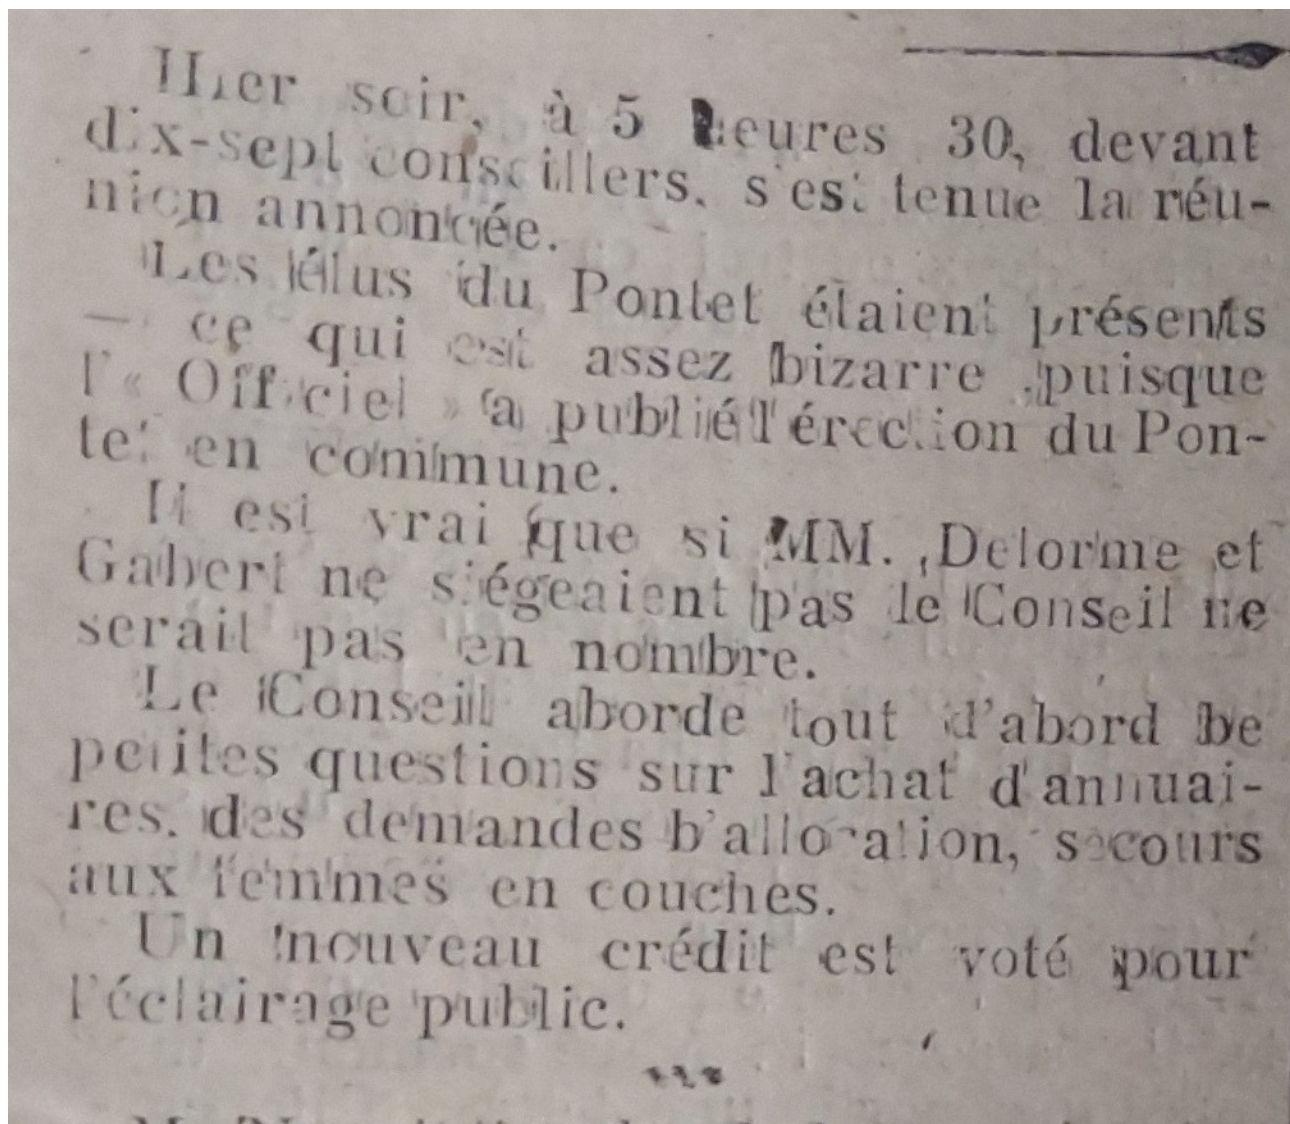 Hier soir, à 5 heures 30, devant
dix-sept conseillers, s'est tenue la réu-
nion annoncée.
Les élus du Pontet étaient présents
— ce qui est assez bizarre, puisque
l'« Officiel » a publié l'érection du Pon-
tet en commune.
Il est vrai que si MM. Delorme et
Gabert ne siégeaient pas le Conseil ne
serait pas en nombre.
Le Conseil aborde tout d'abord be
petites questions sur l'achat d'annuai-
res, des demandes b'allocation, secours
aux femmes en couches.
Un nouveau crédit est voté pour
l'éclairage public.